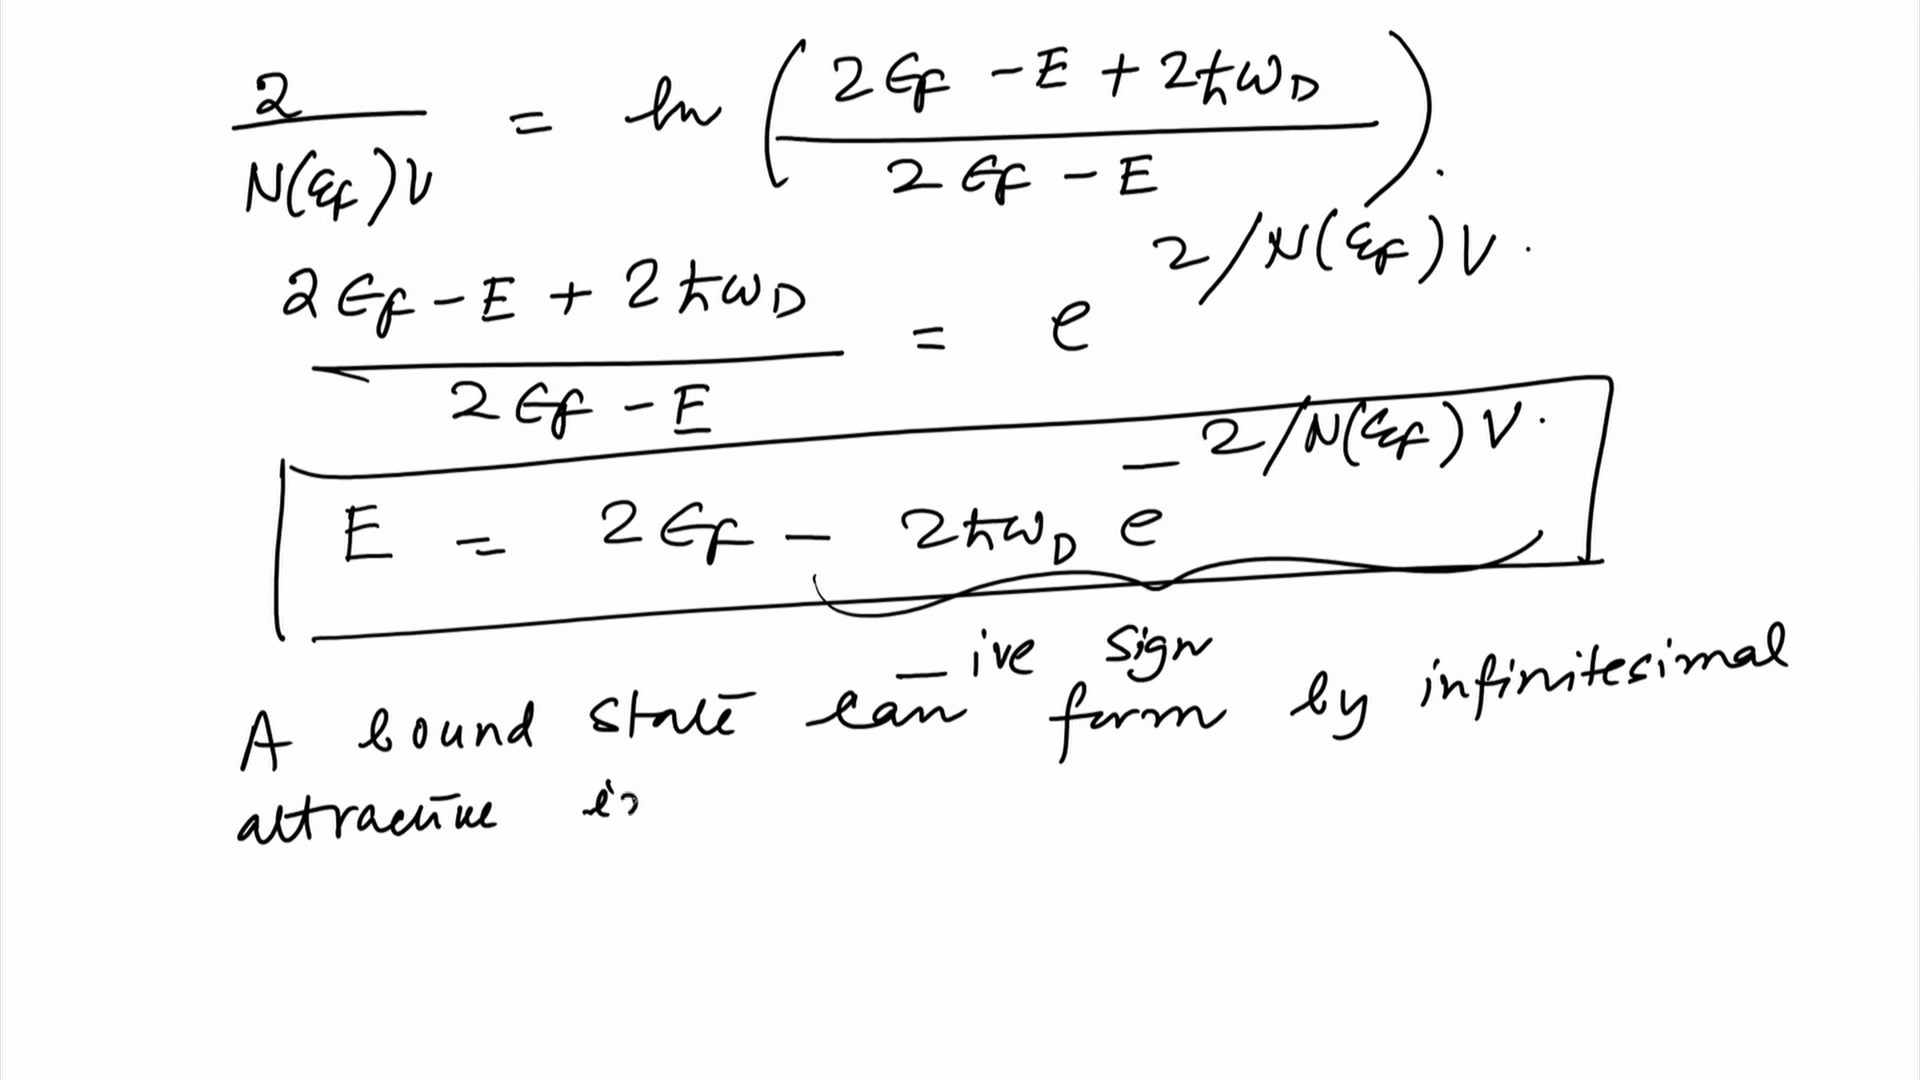 2/N(ϵf)V = ln ( (2ϵf - E + 2ħωD) / (2ϵf - E) ).
(2ϵf - E + 2ħωD) / (2ϵf - E) = e^{2/N(ϵf)V}.
E = 2ϵf - 2ħωD e^{-2/N(ϵf)V}.
-ive sign
A bound state can form by infinitesimal
attractive